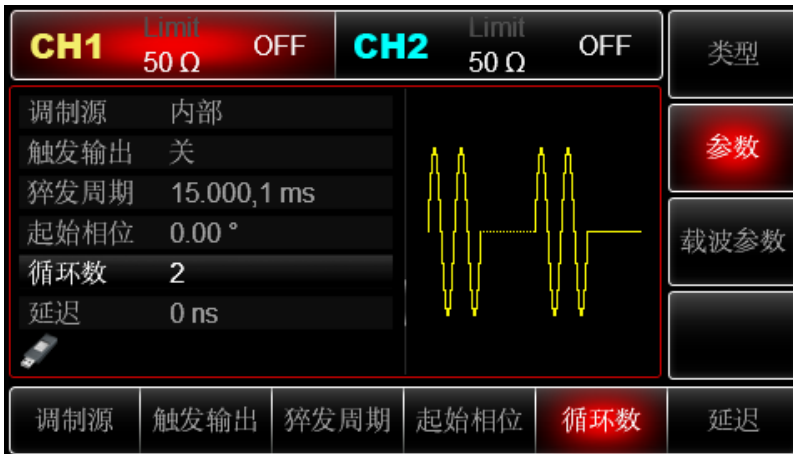 CH1 Limit 50 Ω OFF CH2 Limit 50 Ω OFF
类型
调制源 内部
触发输出 关
参数
猝发周期 15.000,1 ms
起始相位 0.00 °
载波参数
循环数 2
延迟 0 ns
调制源 触发输出 猝发周期 起始相位 循环数 延迟